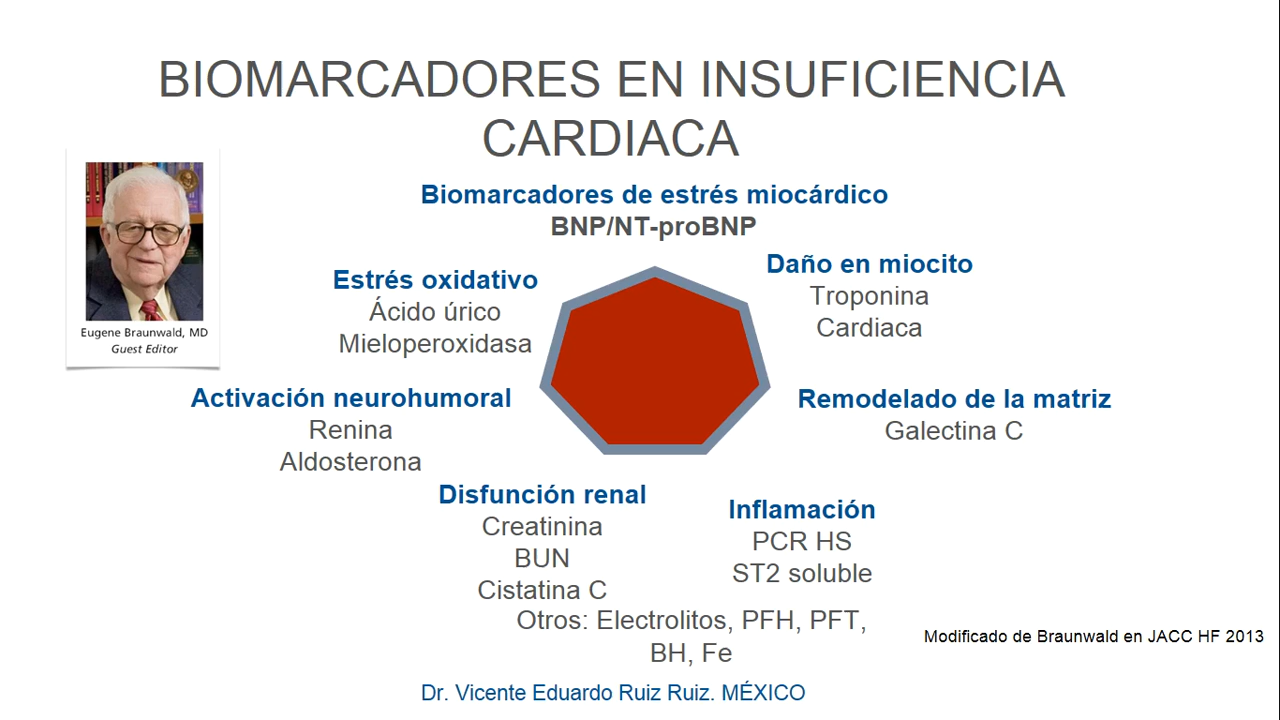 BIOMARCADORES EN INSUFICIENCIA
CARDIACA
Biomarcadores de estrés miocárdico
BNP/NT-proBNP
Daño en miocito
Troponina
Cardiaca
Estrés oxidativo
Ácido úrico
Mieloperoxidasa
Eugene Braunwald, MD
Guest Editor
Activación neurohumoral
Renina
Aldosterona
Remodelado de la matriz
Galectina C
Disfunción renal
Creatinina
BUN
Cistatina C
Inflamación
PCR HS
ST2 soluble
Otros: Electrolitos, PFH, PFT,
BH, Fe
Modificado de Braunwald en JACC HF 2013
Dr. Vicente Eduardo Ruiz Ruiz. MÉXICO